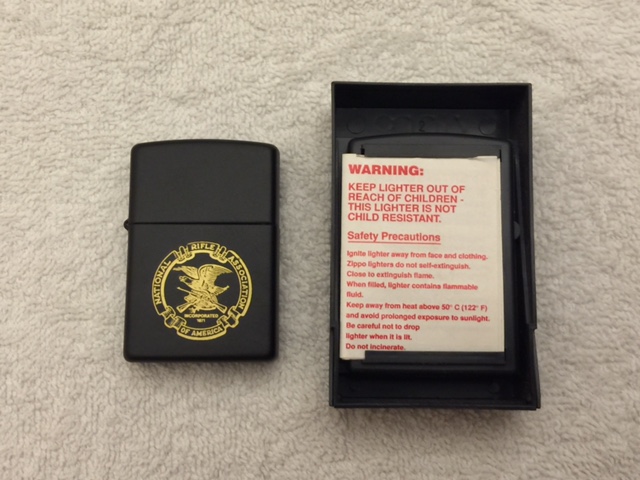 NATIONAL RIFLE ASSOCIATION
INCORPORATED
1871
OF AMERICA
WARNING:
KEEP LIGHTER OUT OF
REACH OF CHILDREN -
THIS LIGHTER IS NOT
CHILD RESISTANT.
Safety Precautions
Ignite lighter away from face and clothing.
Zippo lighters do not self-extinguish.
Close to extinguish flame.
When filled, lighter contains flammable
fluid.
Keep away from heat above 50° C (122° F)
and avoid prolonged exposure to sunlight.
Be careful not to drop
lighter when it is lit.
Do not incinerate.